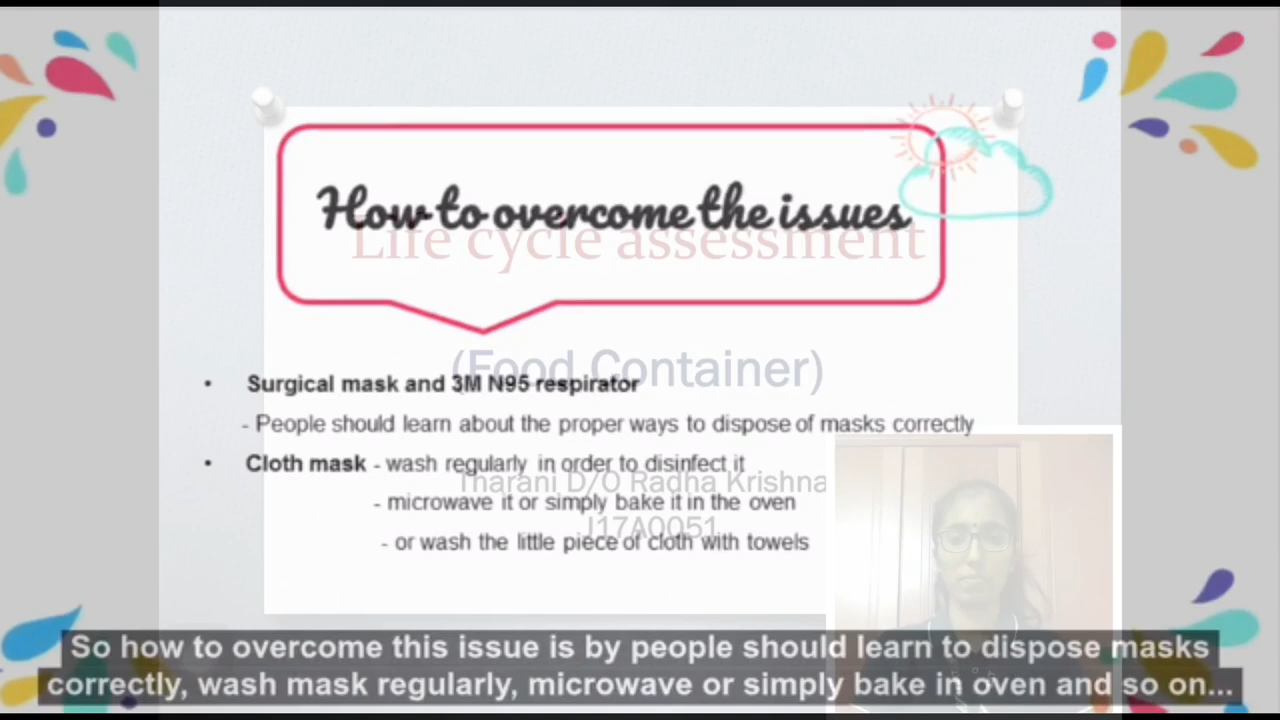 How to overcome the issues
Life cycle assessment
(Food Container)
• Surgical mask and 3M N95 respirator
- People should learn about the proper ways to dispose of masks correctly
• Cloth mask - wash regularly in order to disinfect it
Tharani D/O Radha Krishna
- microwave it or simply bake it in the oven
J17A0051
- or wash the little piece of cloth with towels
So how to overcome this issue is by people should learn to dispose masks
correctly, wash mask regularly, microwave or simply bake in oven and so on...